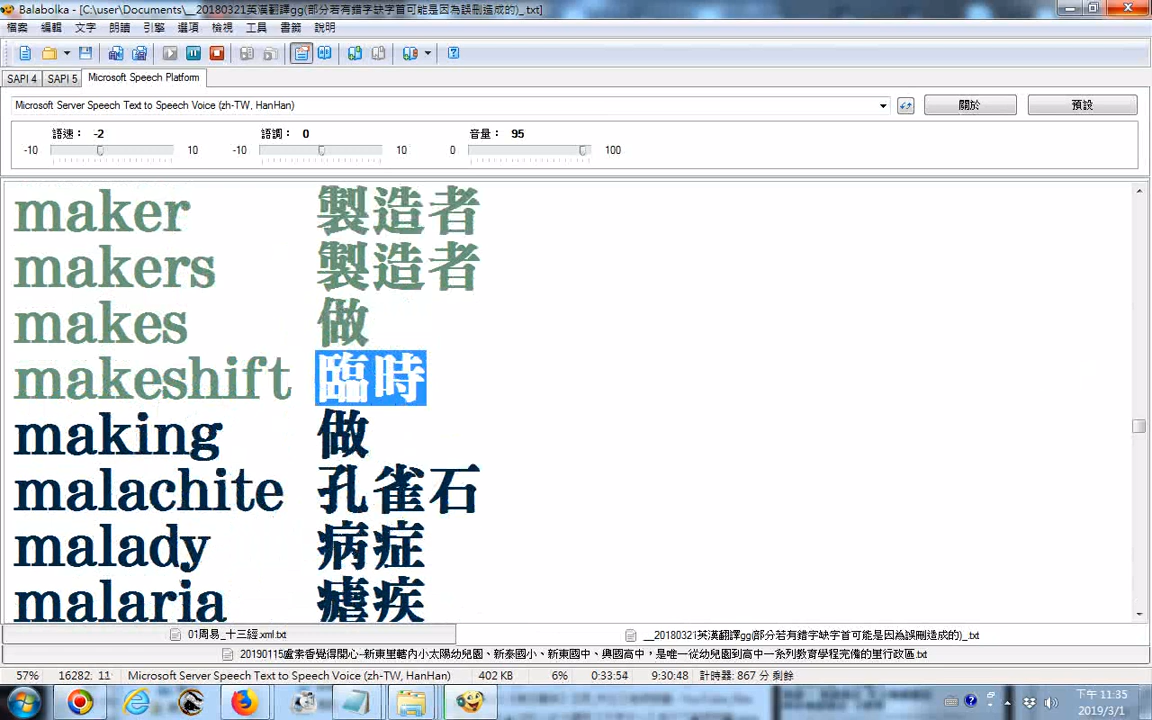 Balabolka - [C:\user\Documents\__20180321英漢翻譯gg(部分若有錯字缺字首可能是因為誤刪造成的)_.txt]
檔案 編輯 文字 朗讀 引擎 選項 檢視 工具 書籤 說明
SAPI 4 SAPI 5 Microsoft Speech Platform
Microsoft Server Speech Text to Speech Voice (zh-TW, HanHan) 關於 預設
語速： -2 語調： 0 音量： 95
-10 10 -10 10 0 100
maker 製造者
makers 製造者
makes 做
makeshift 臨時
making 做
malachite 孔雀石
malady 病症
malaria 瘧疾
01周易_十三經.xml.txt __20180321英漢翻譯gg(部分若有錯字缺字首可能是因為誤刪造成的)_.txt
20190115盧素香覺得開心-新東里轄內小太陽幼兒園、新泰國小、新東國中、興國高中，是唯一從幼兒園到高中一系列教育學程完備的里行政區.txt
57% 16282: 11 Microsoft Server Speech Text to Speech Voice (zh-TW, HanHan) 402 KB 6% 0:33:54 9:30:48 計時器: 867 分 剩餘
下午 11:35
2019/3/1